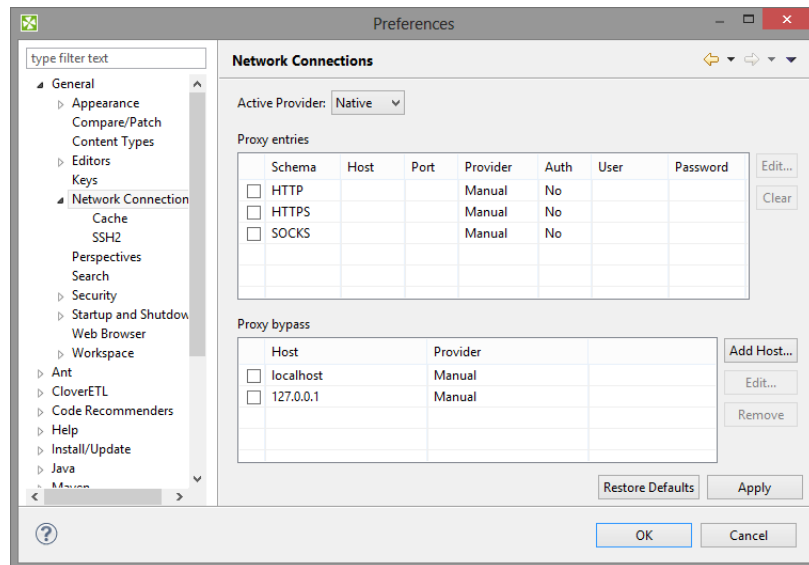 Preferences
type filter text
General
Appearance
Compare/Patch
Content Types
Editors
Keys
Network Connection
Cache
SSH2
Perspectives
Search
Security
Startup and Shutdow
Web Browser
Workspace
Ant
CloverETL
Code Recommenders
Help
Install/Update
Java
Maven
Network Connections
Active Provider: Native
Proxy entries
Schema Host Port Provider Auth User Password
HTTP Manual No
HTTPS Manual No
SOCKS Manual No
Edit...
Clear
Proxy bypass
Host Provider
localhost Manual
127.0.0.1 Manual
Add Host...
Edit...
Remove
Restore Defaults Apply
? OK Cancel